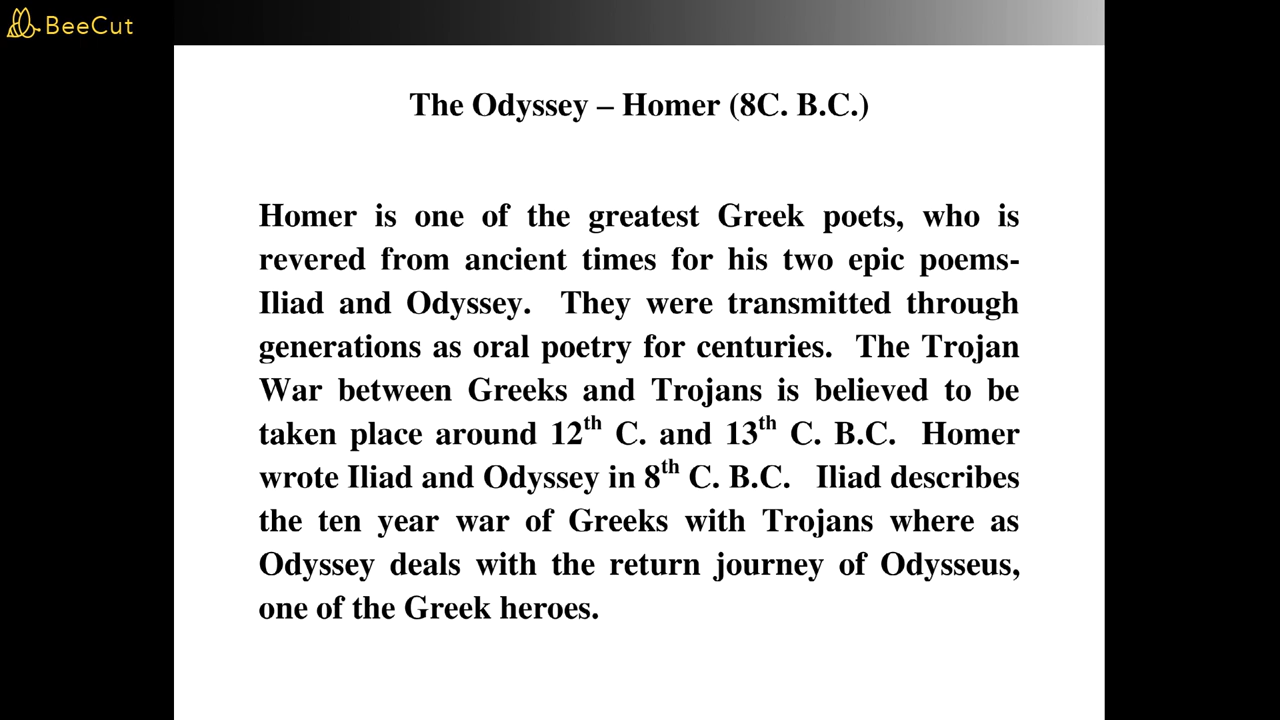 BeeCut
The Odyssey – Homer (8C. B.C.)
Homer is one of the greatest Greek poets, who is
revered from ancient times for his two epic poems-
Iliad and Odyssey.  They were transmitted through
generations as oral poetry for centuries.  The Trojan
War between Greeks and Trojans is believed to be
taken place around 12th C. and 13th C. B.C.  Homer
wrote Iliad and Odyssey in 8th C. B.C.   Iliad describes
the ten year war of Greeks with Trojans where as
Odyssey deals with the return journey of Odysseus,
one of the Greek heroes.